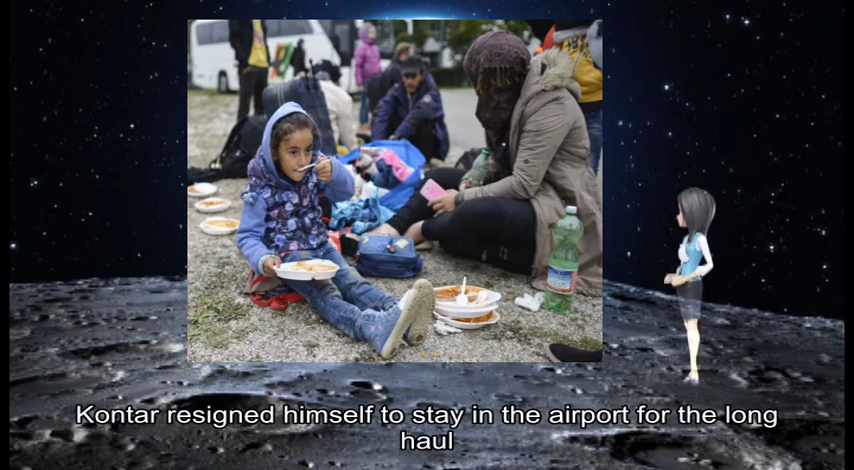 Kontar resigned himself to stay in the airport for the long
haul